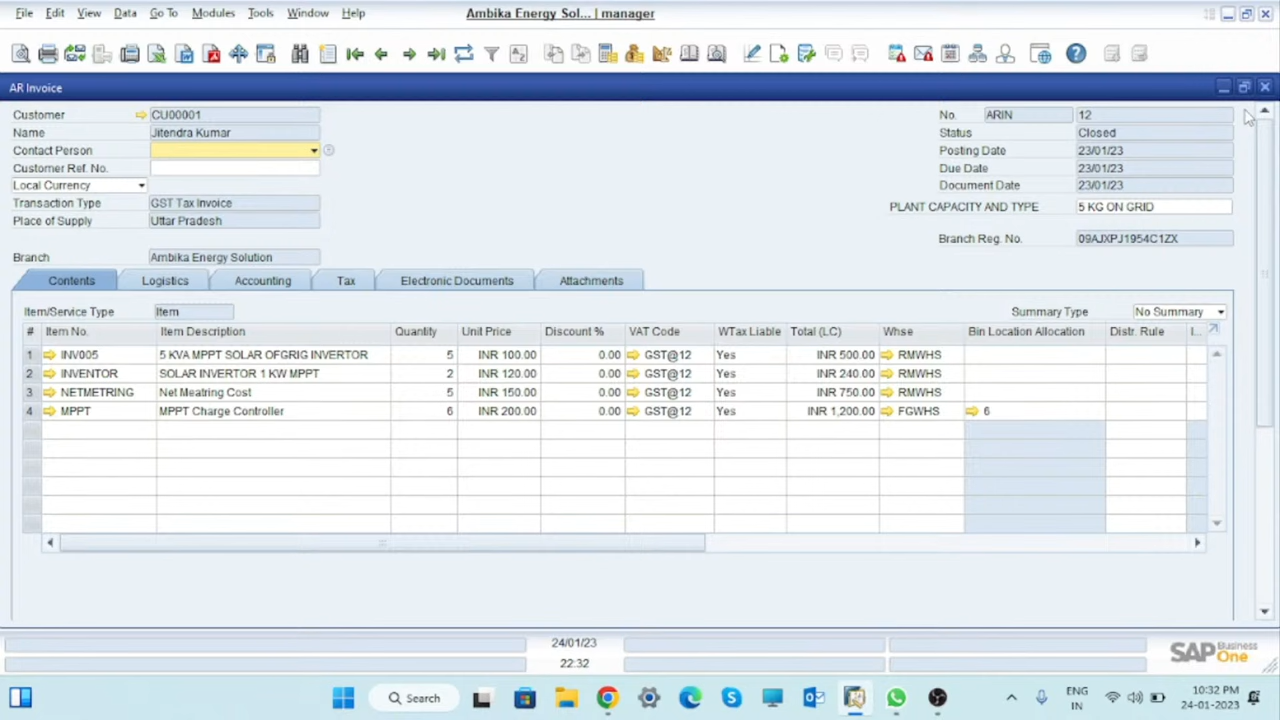 File Edit View Data Go To Modules Tools Window Help Ambika Energy Sol... | manager
AR Invoice
Customer CU00001 No. ARIN 12
Name Jitendra Kumar Status Closed
Contact Person Posting Date 23/01/23
Customer Ref. No. Due Date 23/01/23
Local Currency Document Date 23/01/23
Transaction Type GST Tax Invoice PLANT CAPACITY AND TYPE 5 KG ON GRID
Place of Supply Uttar Pradesh
Branch Reg. No. 09AJXPJ1954C1ZX
Branch Ambika Energy Solution
Contents Logistics Accounting Tax Electronic Documents Attachments
Item/Service Type Item Summary Type No Summary
# Item No. Item Description Quantity Unit Price Discount % VAT Code WTax Liable Total (LC) Whse Bin Location Allocation Distr. Rule I...
1 INV005 5 KVA MPPT SOLAR OFGRIG INVERTOR 5 INR 100.00 0.00 GST@12 Yes INR 500.00 RMWHS
2 INVENTOR SOLAR INVERTOR 1 KW MPPT 2 INR 120.00 0.00 GST@12 Yes INR 240.00 RMWHS
3 NETMETRING Net Meatring Cost 5 INR 150.00 0.00 GST@12 Yes INR 750.00 RMWHS
4 MPPT MPPT Charge Controller 6 INR 200.00 0.00 GST@12 Yes INR 1,200.00 FGWHS 6
24/01/23
22:32
SAP Business One
Search ENG IN 10:32 PM 24-01-2023